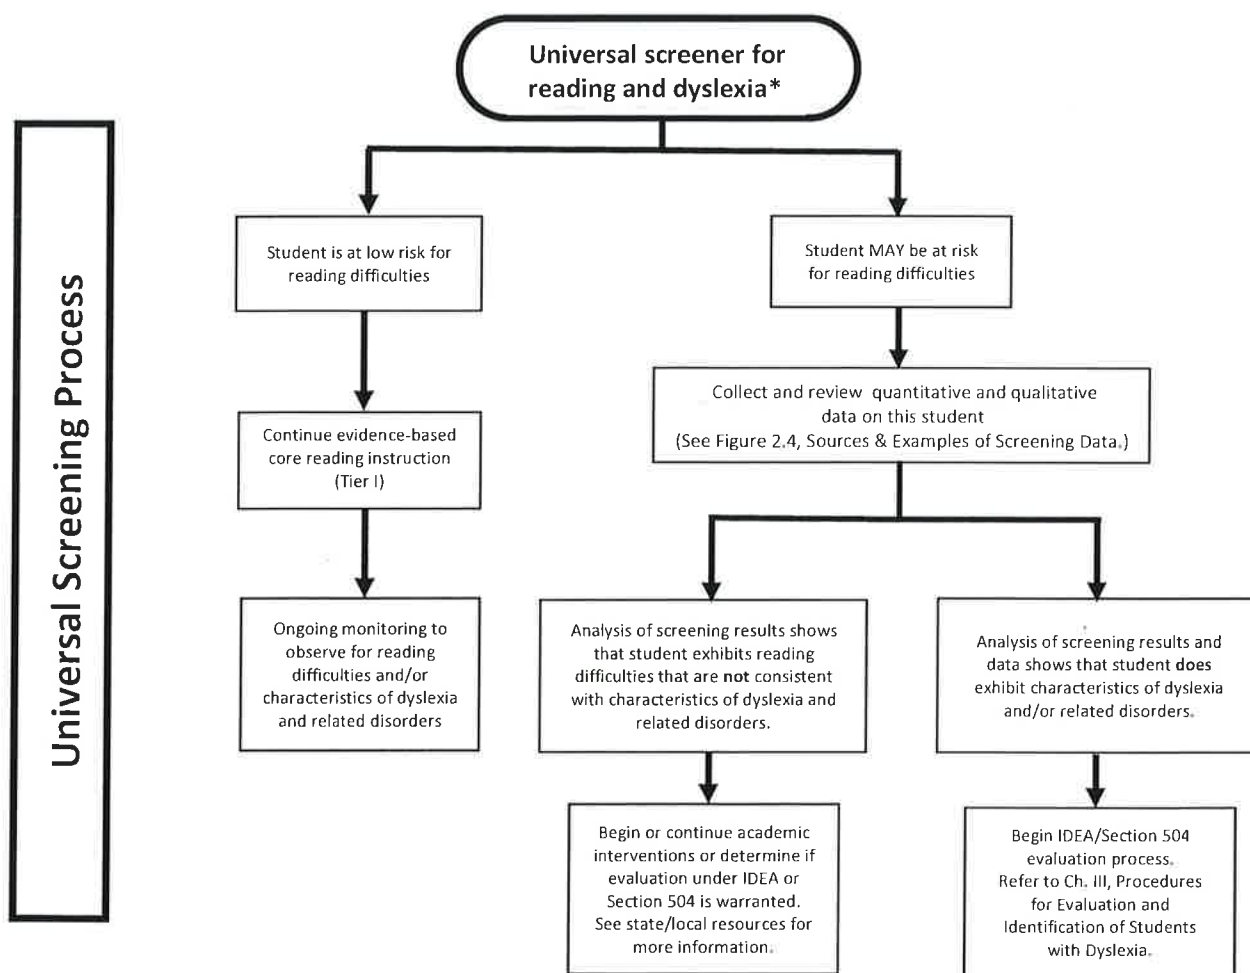 Universal screener for
reading and dyslexia*
Universal Screening Process
Student is at low risk for
reading difficulties
Student MAY be at risk
for reading difficulties
Continue evidence-based
core reading instruction
(Tier I)
Collect and review quantitative and qualitative
data on this student
(See Figure 2.4, Sources & Examples of Screening Data.)
Ongoing monitoring to
observe for reading
difficulties and/or
characteristics of dyslexia
and related disorders
Analysis of screening results shows
that student exhibits reading
difficulties that are not consistent
with characteristics of dyslexia and
related disorders.
Analysis of screening results and
data shows that student does
exhibit characteristics of dyslexia
and/or related disorders.
Begin or continue academic
interventions or determine if
evaluation under IDEA or
Section 504 is warranted.
See state/local resources for
more information.
Begin IDEA/Section 504
evaluation process.
Refer to Ch. III, Procedures
for Evaluation and
Identification of Students
with Dyslexia.